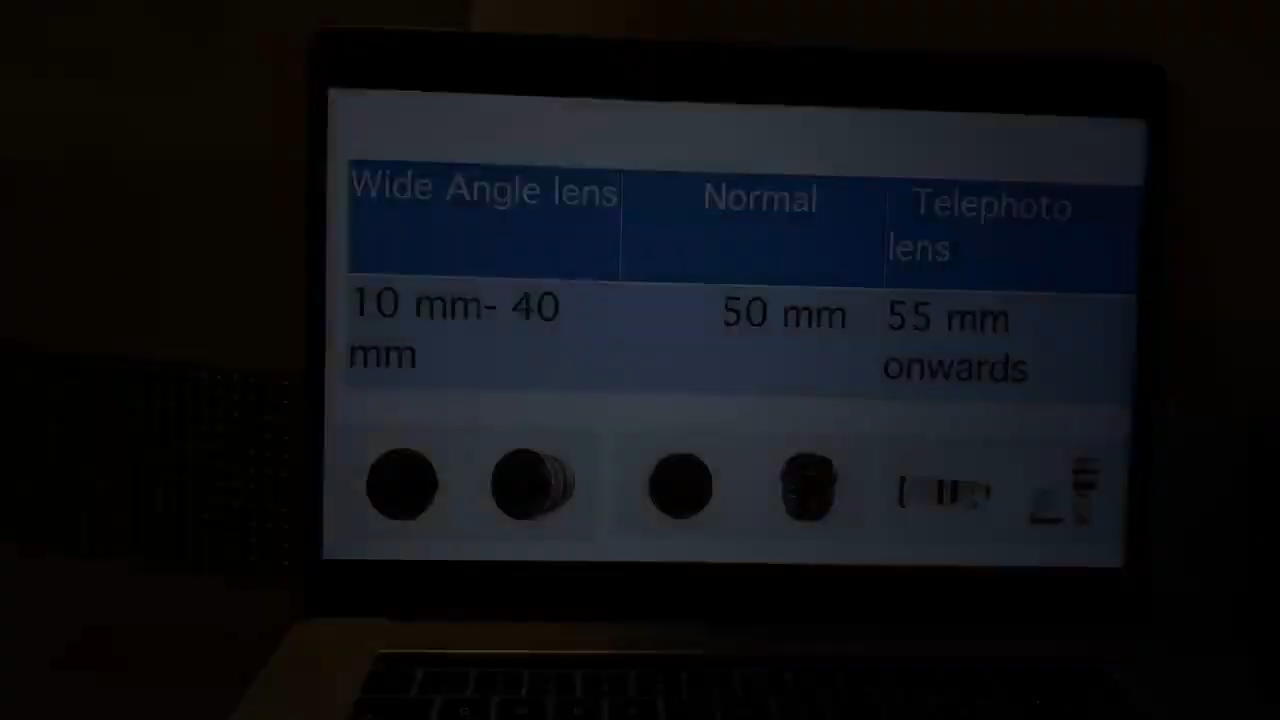 Wide Angle lens
Normal
Telephoto
lens
10 mm- 40
mm
50 mm
55 mm
onwards